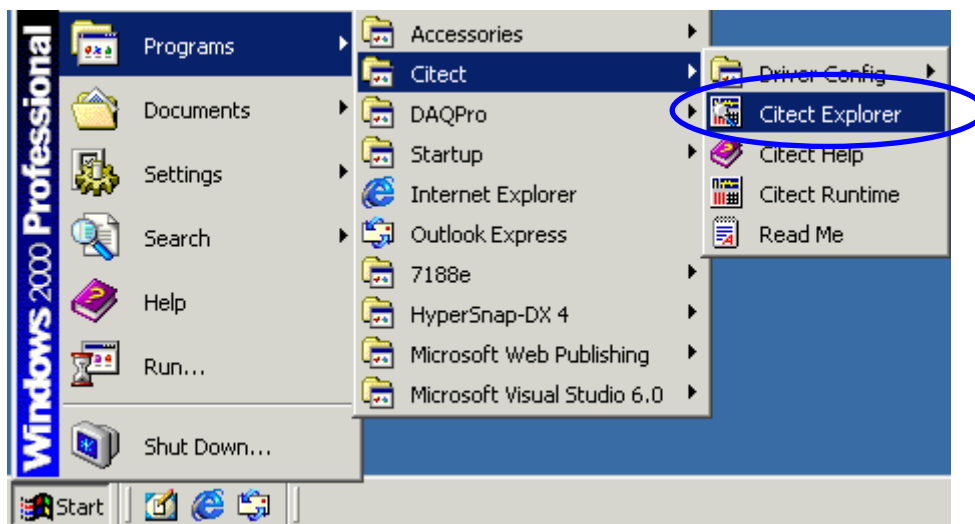 Windows 2000 Professional
Programs
Documents
Settings
Search
Help
Run...
Shut Down...
Accessories
Citect
DAQPro
Startup
Internet Explorer
Outlook Express
7188e
HyperSnap-DX 4
Microsoft Web Publishing
Microsoft Visual Studio 6.0
Driver Config
Citect Explorer
Citect Help
Citect Runtime
Read Me
Start